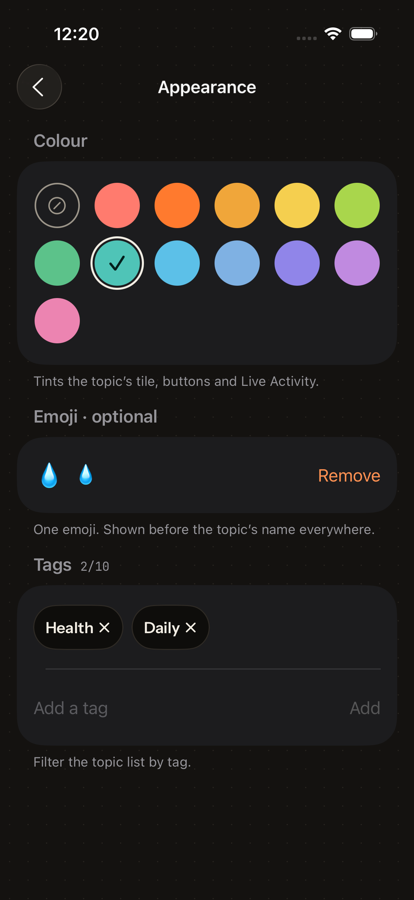 12:20
Appearance
Colour
Tints the topic’s tile, buttons and Live Activity.
Emoji · optional
💧 💧 Remove
One emoji. Shown before the topic’s name everywhere.
Tags 2/10
Health × Daily ×
Add a tag Add
Filter the topic list by tag.